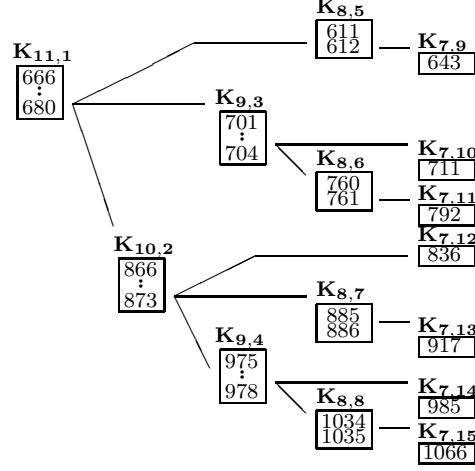 K8,5
611
612
K7,9
643
K11,1
666
⋮
680
K9,3
701
⋮
704
K7,10
711
K8,6
760
761
K7,11
792
K7,12
836
K10,2
866
⋮
873
K8,7
885
886
K7,13
917
K9,4
975
⋮
978
K7,14
985
K8,8
1034
1035
K7,15
1066